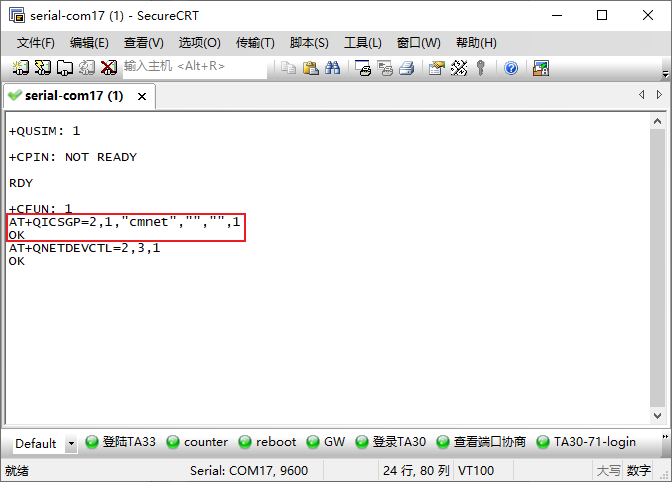 serial-com17 (1) - SecureCRT
文件(F) 编辑(E) 查看(V) 选项(O) 传输(T) 脚本(S) 工具(L) 窗口(W) 帮助(H)
输入主机 <Alt+R>
serial-com17 (1)
+QUSIM: 1
+CPIN: NOT READY
RDY
+CFUN: 1
AT+QICSGP=2,1,"cmnet","","",1
OK
AT+QNETDEVCTL=2,3,1
OK
Default 登陆TA33 counter reboot GW 登录TA30 查看端口协商 TA30-71-login
就绪 Serial: COM17, 9600 24 行, 80 列 VT100 大写 数字